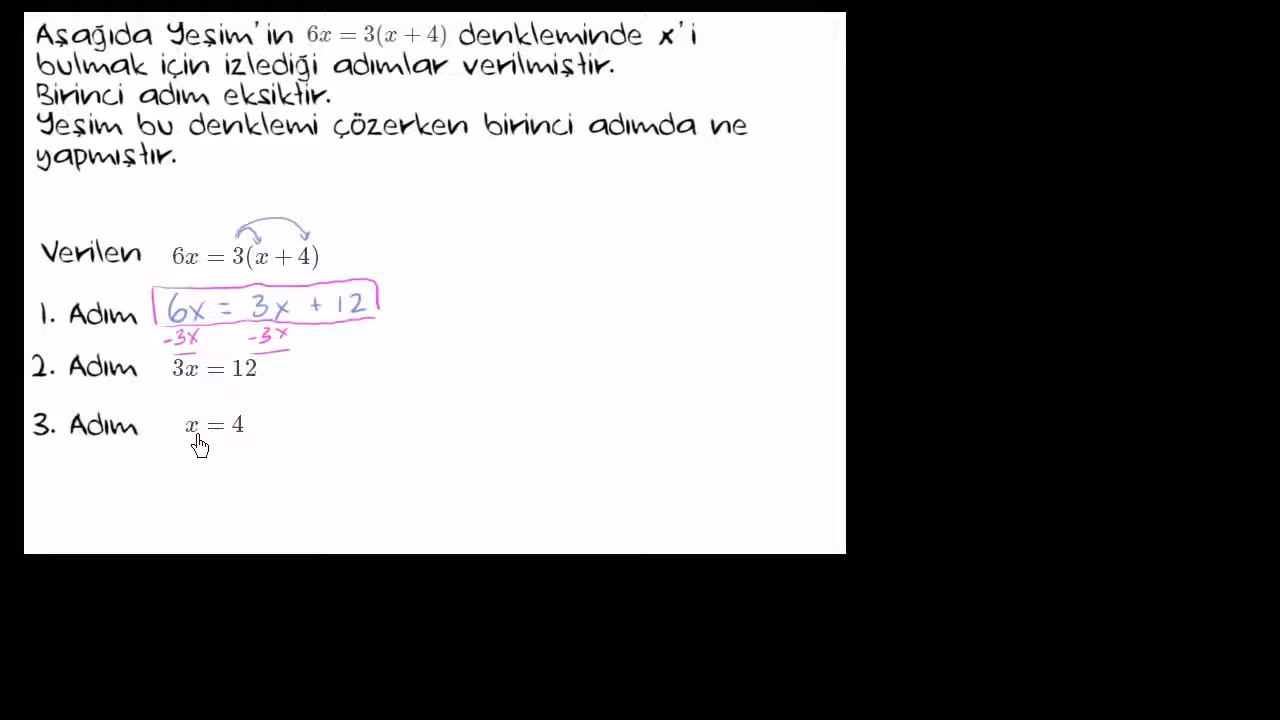 Aşağıda Yeşim'in 6x = 3(x + 4) denkleminde x'i
bulmak için izlediği adımlar verilmiştir.
Birinci adım eksiktir.
Yeşim bu denklemi çözerken birinci adımda ne
yapmıştır.
Verilen 6x = 3(x + 4)
1. Adım 6x = 3x + 12
-3x -3x
2. Adım 3x = 12
3. Adım x = 4